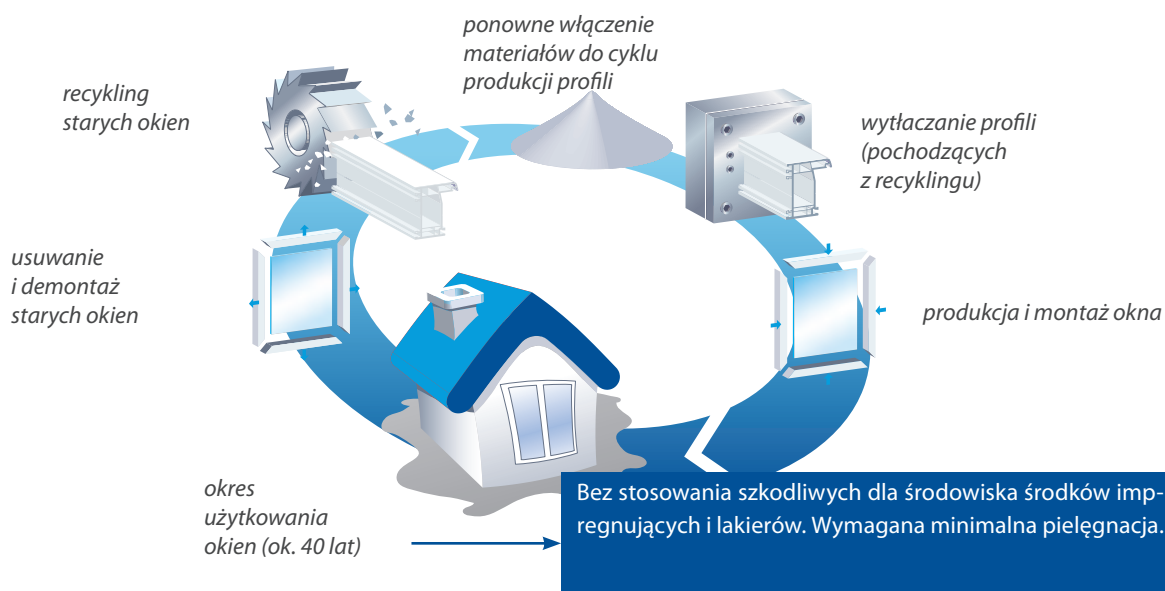 ponowne włączenie
materiałów do cyklu
produkcji profili
recykling
starych okien
wytłaczanie profili
(pochodzących
z recyklingu)
usuwanie
i demontaż
starych okien
produkcja i montaż okna
okres
użytkowania
okien (ok. 40 lat)
Bez stosowania szkodliwych dla środowiska środków imp-
regnujących i lakierów. Wymagana minimalna pielęgnacja.